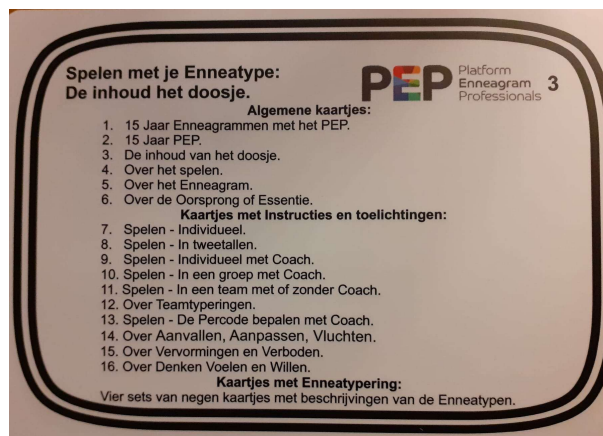 Spelen met je Enneatype:
De inhoud het doosje.
PEP Platform Enneagram Professionals
3
Algemene kaartjes:
1. 15 Jaar Enneagrammen met het PEP.
2. 15 Jaar PEP.
3. De inhoud van het doosje.
4. Over het spelen.
5. Over het Enneagram.
6. Over de Oorsprong of Essentie.
Kaartjes met Instructies en toelichtingen:
7. Spelen - Individueel.
8. Spelen - In tweetallen.
9. Spelen - Individueel met Coach.
10. Spelen - In een groep met Coach.
11. Spelen - In een team met of zonder Coach.
12. Over Teamtyperingen.
13. Spelen - De Percode bepalen met Coach.
14. Over Aanvallen, Aanpassen, Vluchten.
15. Over Vervormingen en Verboden.
16. Over Denken Voelen en Willen.
Kaartjes met Enneatypering:
Vier sets van negen kaartjes met beschrijvingen van de Enneatypen.